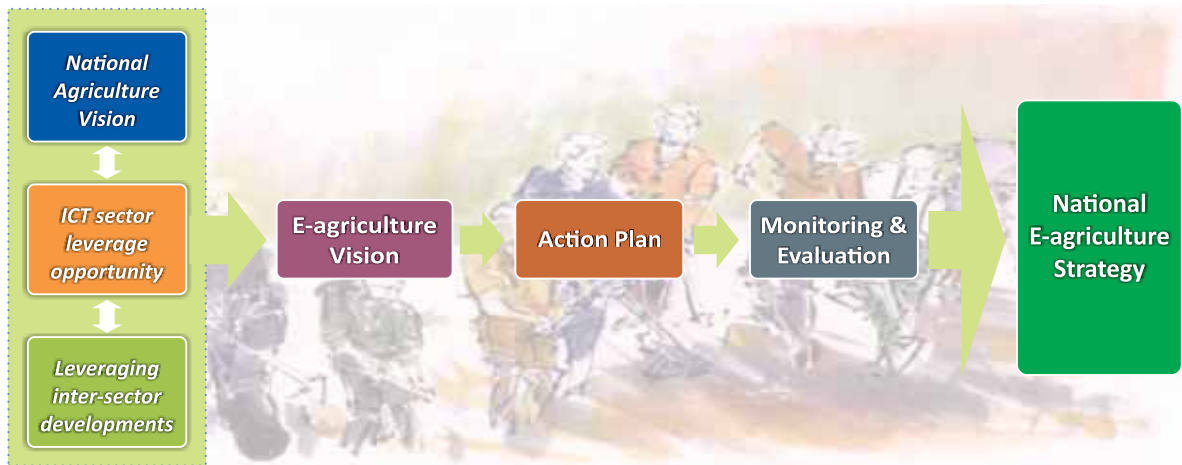 National
Agriculture
Vision
ICT sector
leverage
opportunity
Leveraging
inter-sector
developments
E-agriculture
Vision
Action Plan
Monitoring &
Evaluation
National
E-agriculture
Strategy